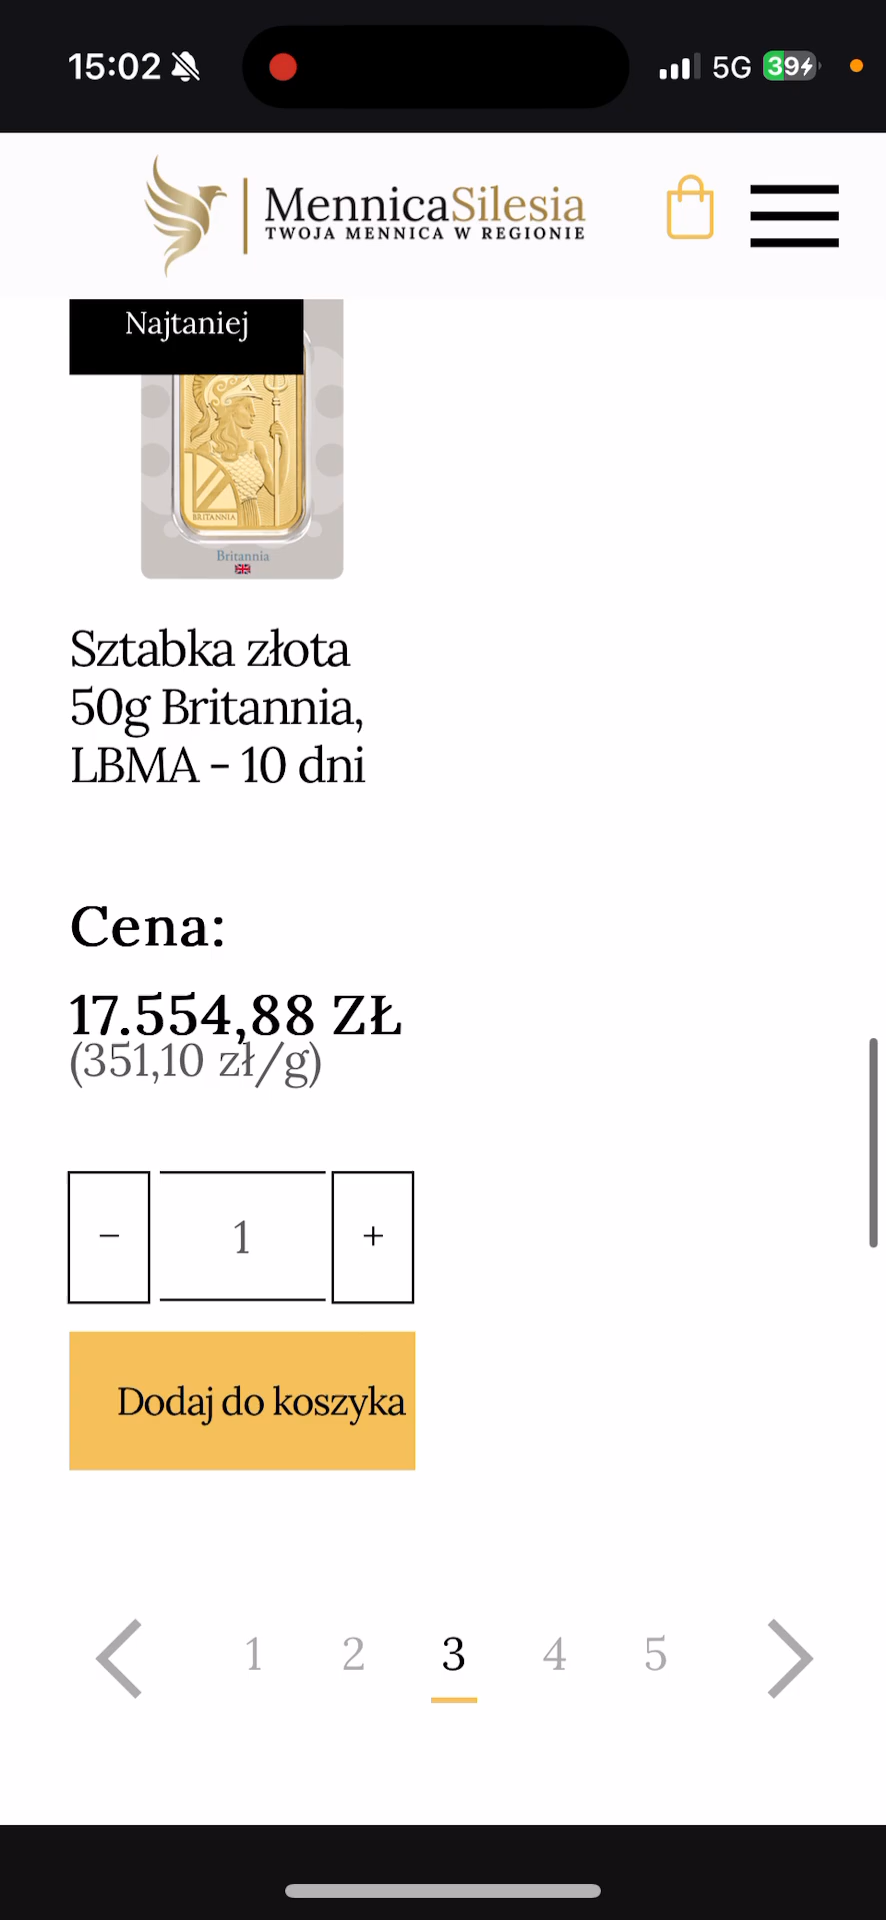 15:02 5G 39
MennicaSilesia
TWOJA MENNICA W REGIONIE
Najtaniej
BRITANNIA
Britannia
Sztabka złota
50g Britannia,
LBMA - 10 dni
Cena:
17.554,88 ZŁ
(351,10 zł/g)
− 1 +
Dodaj do koszyka
1 2 3 4 5